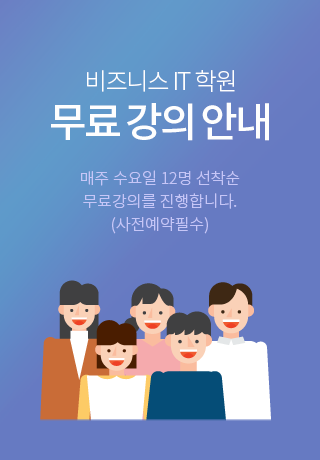 비즈니스 IT 학원
무료 강의 안내
매주 수요일 12명 선착순
무료강의를 진행합니다.
(사전예약필수)